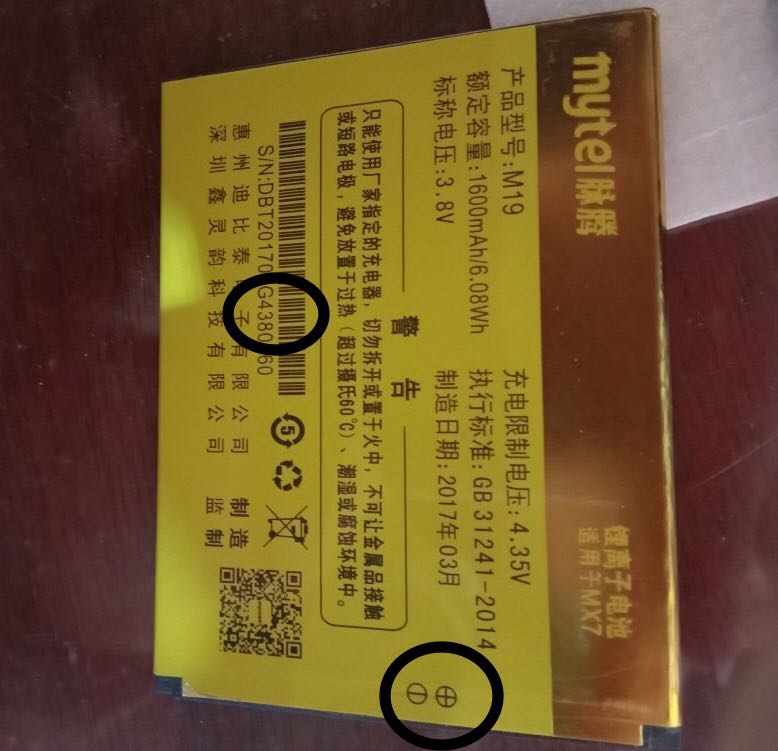 mytel脉腾
锂离子电池
适用于MX7
产品型号:M19
充电限制电压:4.35V
额定容量:1600mAh/6.08Wh
执行标准:GB 31241-2014
标称电压:3.8V
制造日期:2017年03月
⊕
⊖
警告
只能使用厂家指定的充电器，切勿拆开或置于火中，不可让金属品接触
或短路电极，避免放置于过热（超过摄氏60℃）、潮湿或腐蚀环境中。
5
S/N:DBT20170 G4380 60
惠州迪比泰 子有限公司 制造
深圳鑫灵韵科技有限公司 监制